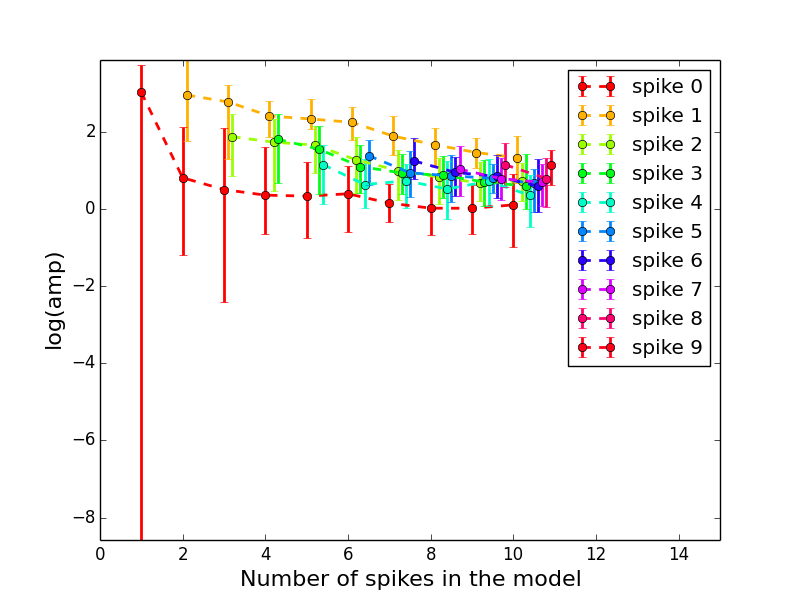 log(amp)
2
0
−2
−4
−6
−8
0 2 4 6 8 10 12 14
Number of spikes in the model
spike 0
spike 1
spike 2
spike 3
spike 4
spike 5
spike 6
spike 7
spike 8
spike 9